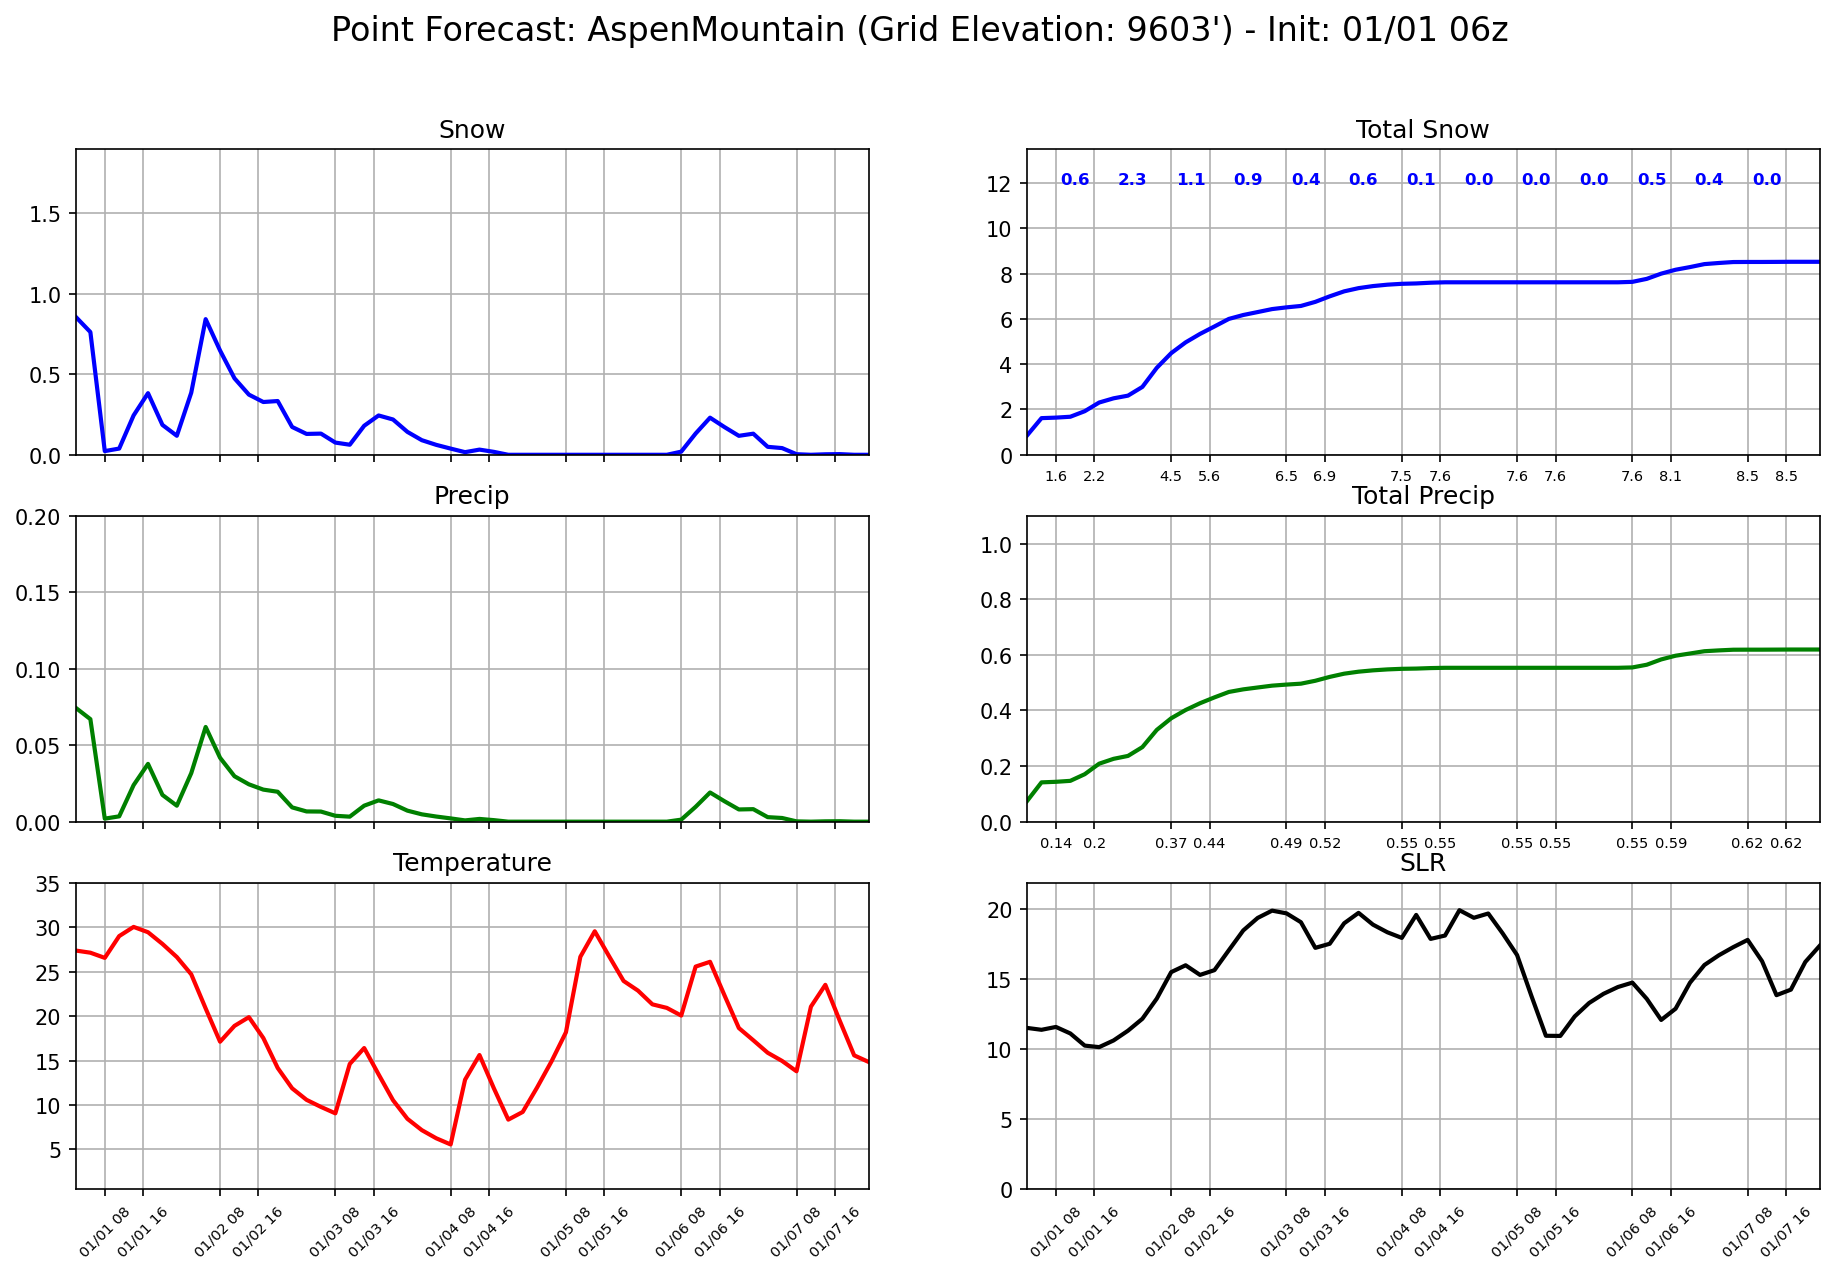 Point Forecast: AspenMountain (Grid Elevation: 9603') - Init: 01/01 06z
Snow
1.5
1.0
0.5
0.0
Total Snow
0.6 2.3 1.1 0.9 0.4 0.6 0.1 0.0 0.0 0.0 0.5 0.4 0.0
12
10
8
6
4
2
0
1.6 2.2 4.5 5.6 6.5 6.9 7.5 7.6 7.6 7.6 7.6 8.1 8.5 8.5
Precip
0.20
0.15
0.10
0.05
0.00
Total Precip
1.0
0.8
0.6
0.4
0.2
0.0
0.14 0.2 0.37 0.44 0.49 0.52 0.55 0.55 0.55 0.55 0.55 0.59 0.62 0.62
Temperature
35
30
25
20
15
10
5
01/01 08 01/01 16 01/02 08 01/02 16 01/03 08 01/03 16 01/04 08 01/04 16 01/05 08 01/05 16 01/06 08 01/06 16 01/07 08 01/07 16
SLR
20
15
10
5
0
01/01 08 01/01 16 01/02 08 01/02 16 01/03 08 01/03 16 01/04 08 01/04 16 01/05 08 01/05 16 01/06 08 01/06 16 01/07 08 01/07 16